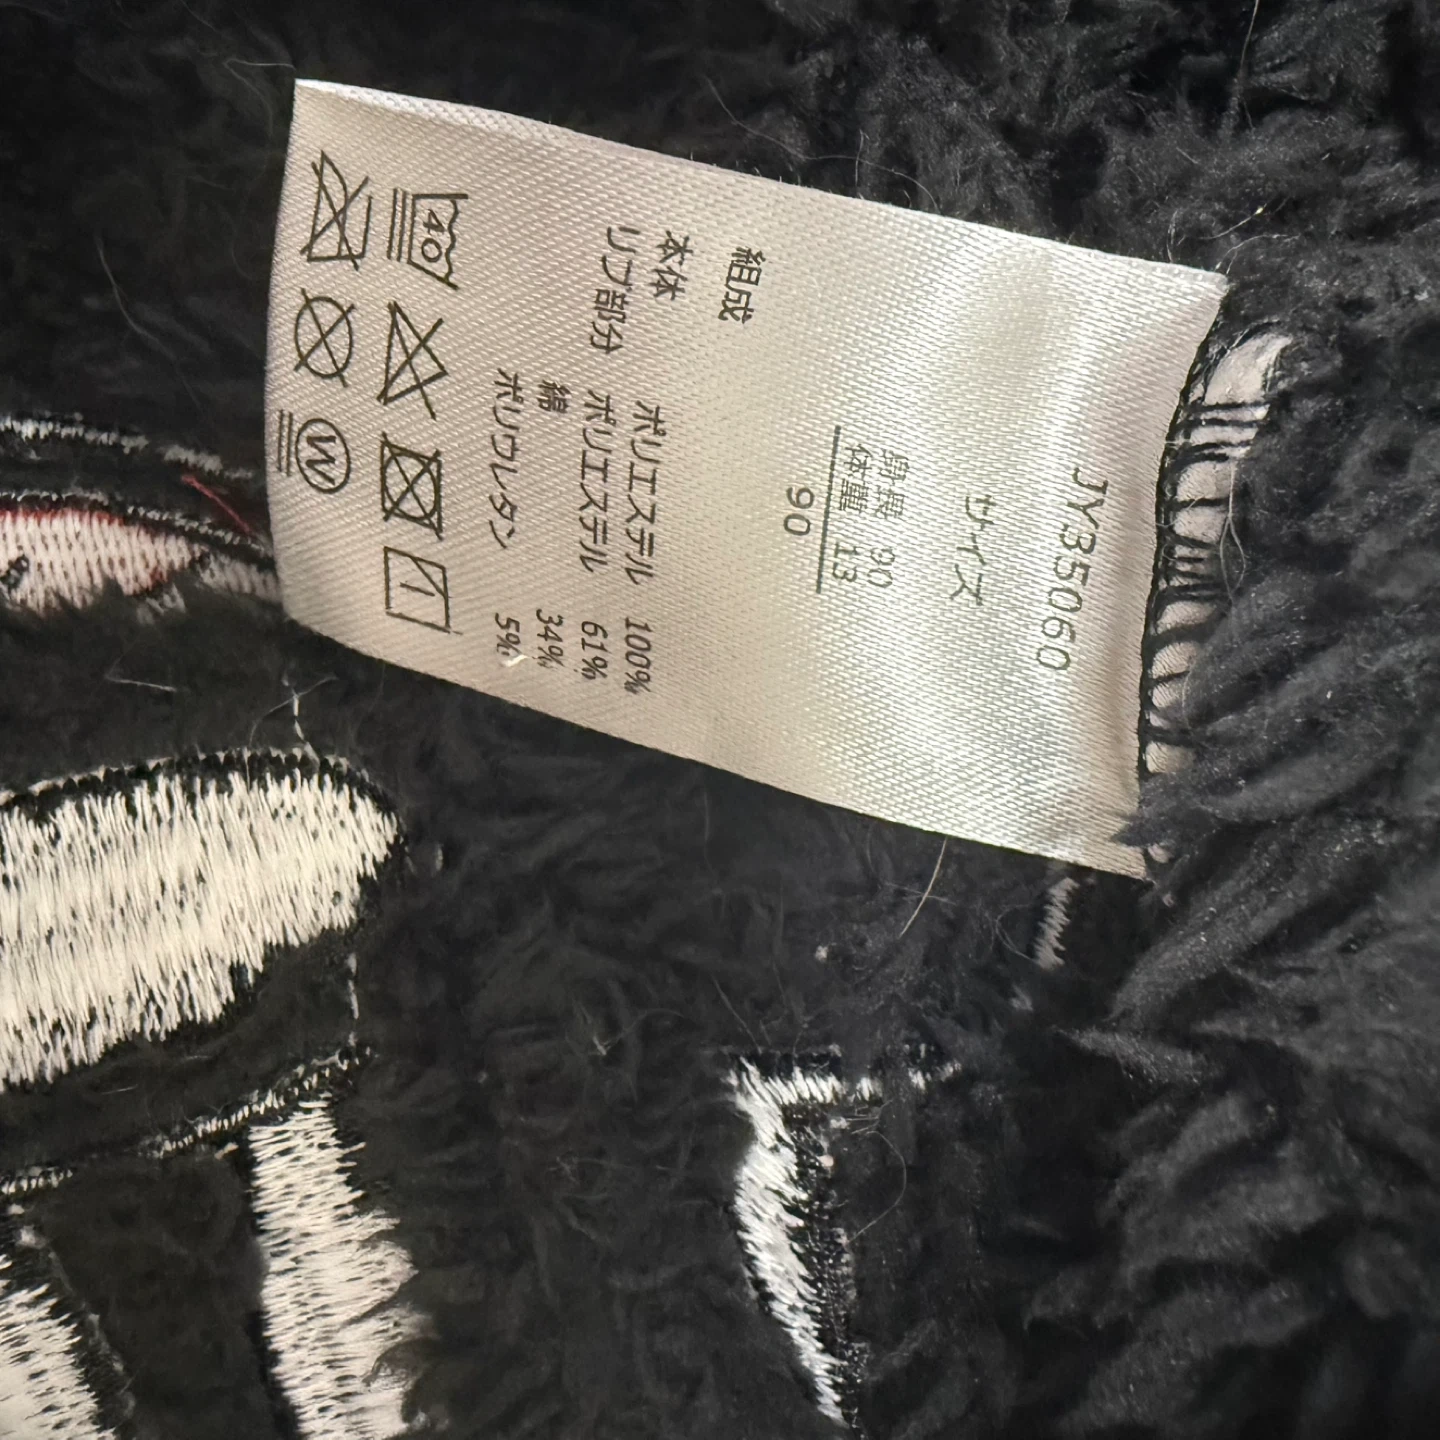 JY35060
サイズ
身長 90
体重 13
90
組成
本体 ポリエステル 100%
リブ部分 ポリエステル 61%
綿 34%
ポリウレタン 5%
40
W